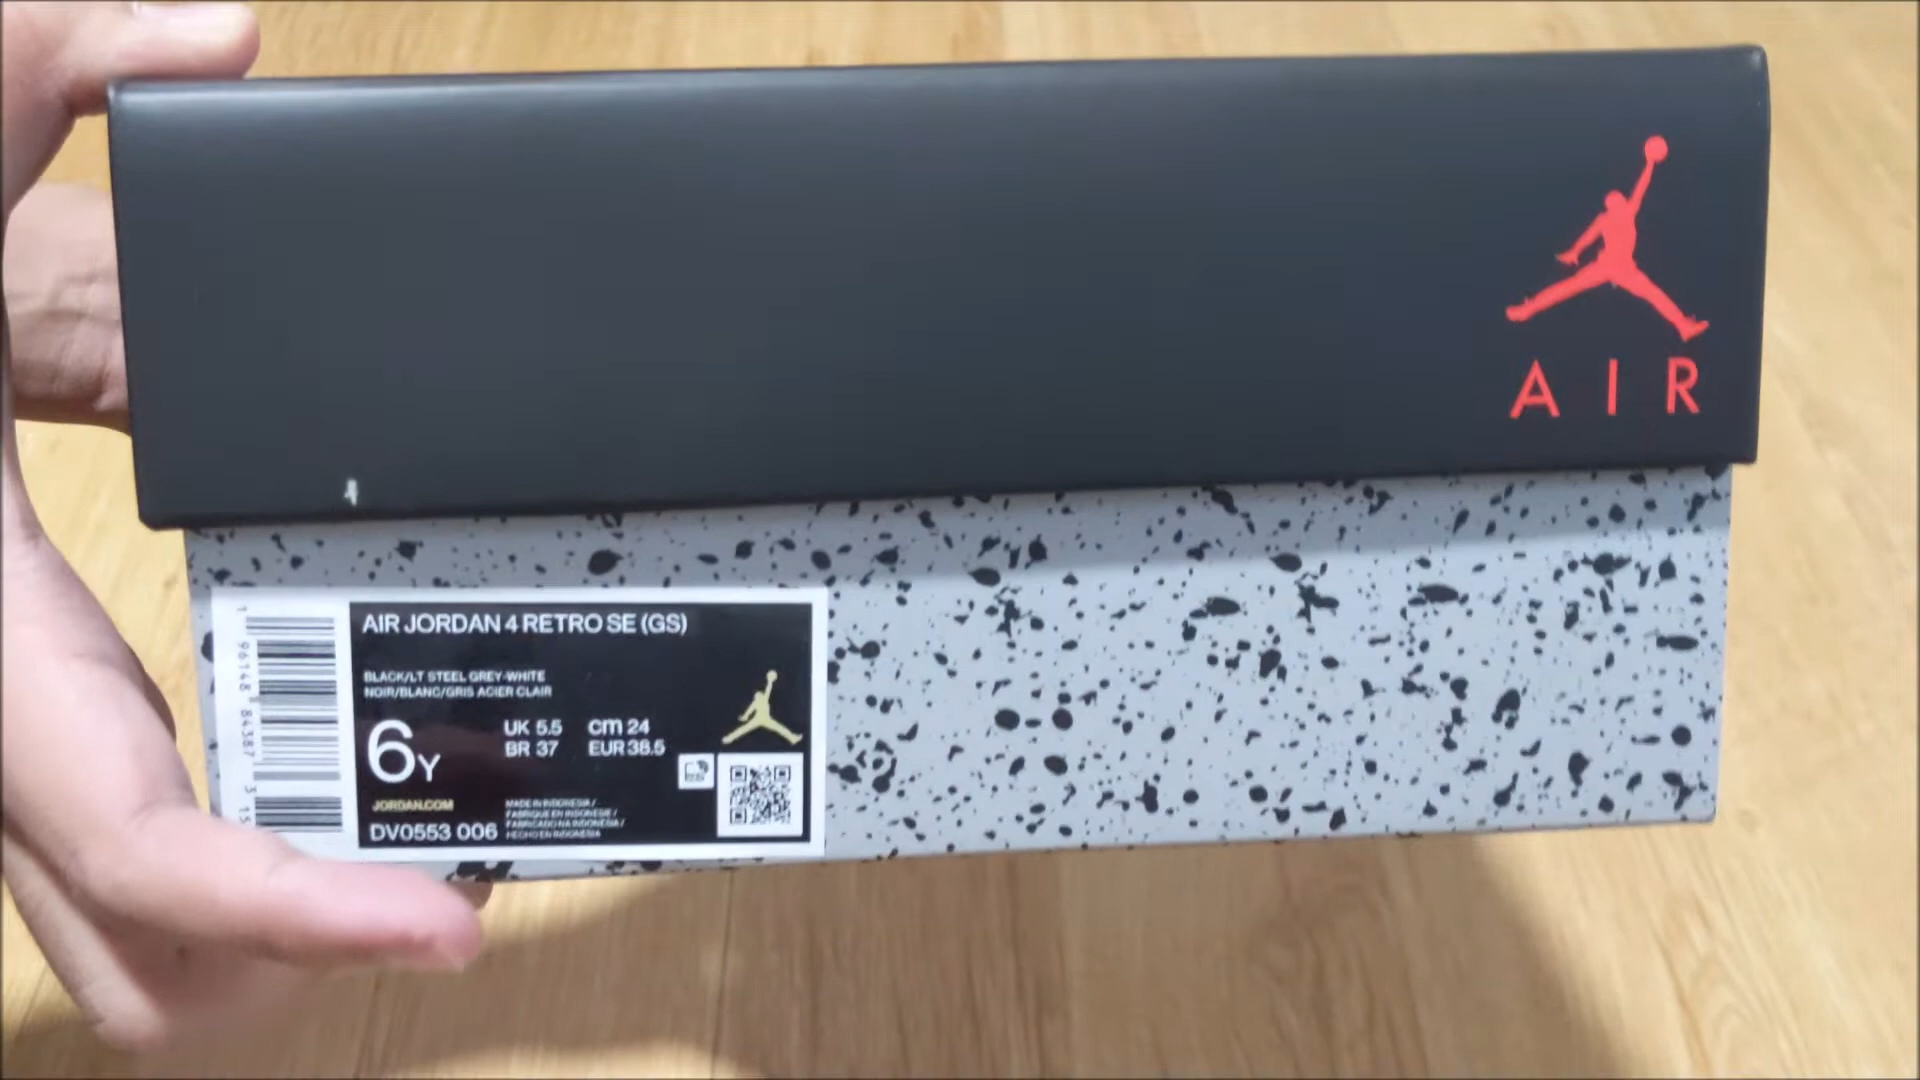 AIR
AIR JORDAN 4 RETRO SE (GS)
BLACK/LT STEEL GREY-WHITE
NOIR/BLANC/GRIS ACIER CLAIR
6Y
UK 5.5
cm 24
BR 37
EUR 38.5
JORDAN.COM
DV0553 006
MADE IN INDONESIA /
FABRIQUE EN INDONESIE /
FABRICADO NA INDONESIA /
HECHO EN INDONESIA